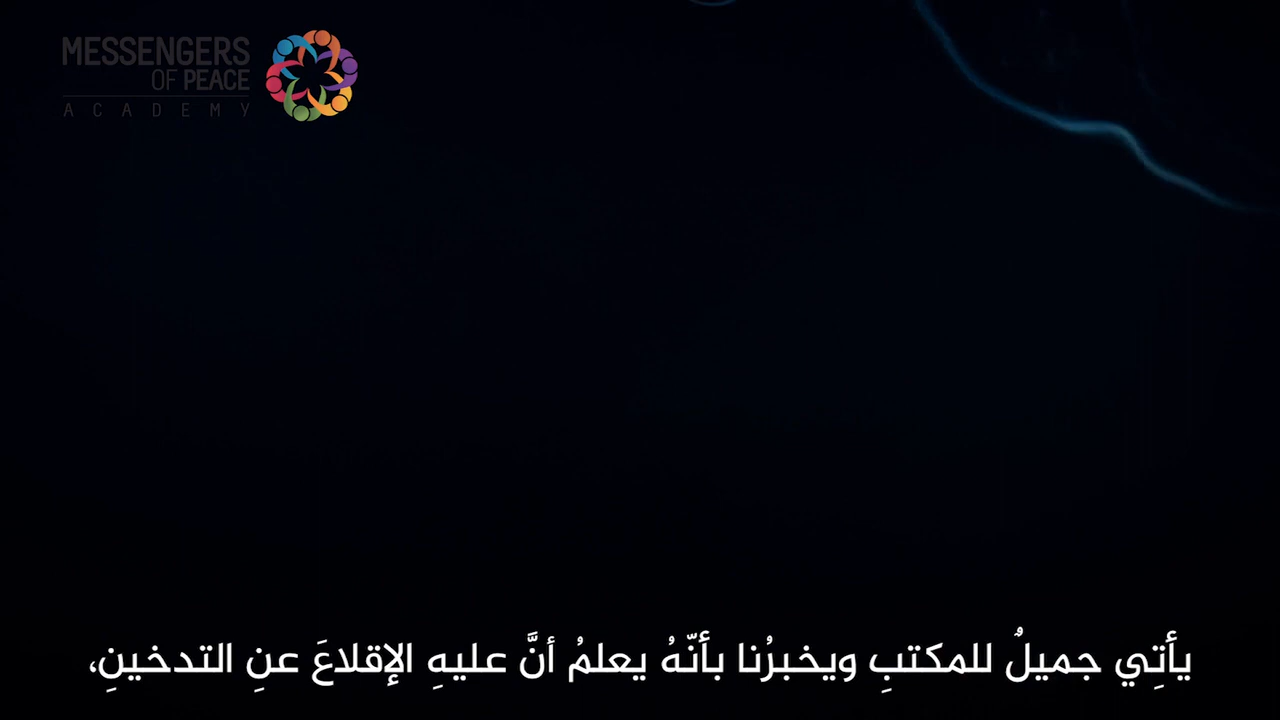 MESSENGERS
OF PEACE
ACADEMY
يأتِي جميلُ للمكتبِ ويخبرُنا بأنّهُ يعلمُ أنَّ عليهِ الإقلاعَ عنِ التدخينِ،